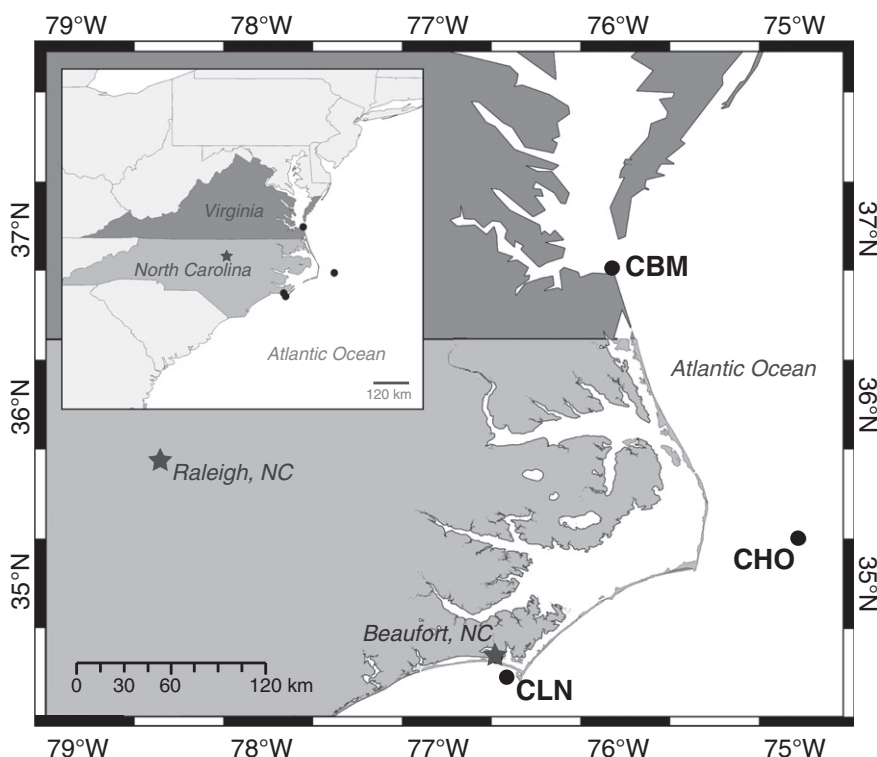 79°W 78°W 77°W 76°W 75°W
37°N
37°N
Virginia
North Carolina
Atlantic Ocean
120 km
CBM
Atlantic Ocean
36°N
36°N
Raleigh, NC
CHO
35°N
35°N
Beaufort, NC
CLN
0 30 60 120 km
79°W 78°W 77°W 76°W 75°W